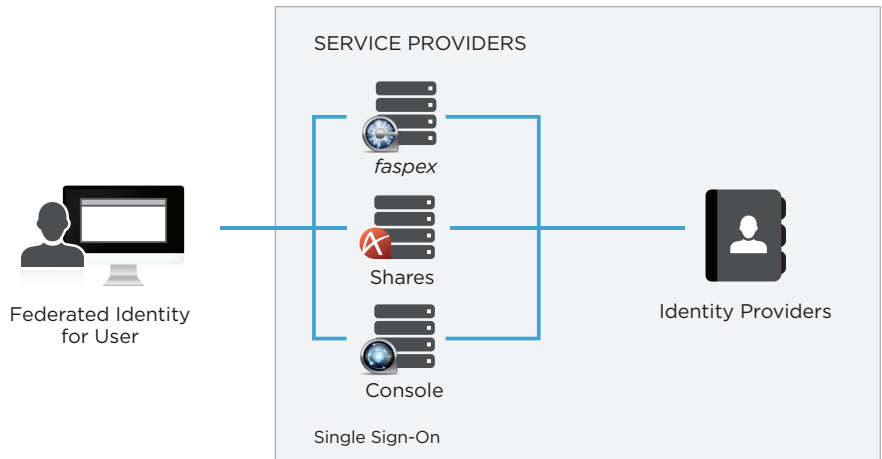 SERVICE PROVIDERS
faspex
Shares
Console
Single Sign-On
Federated Identity
for User
Identity Providers